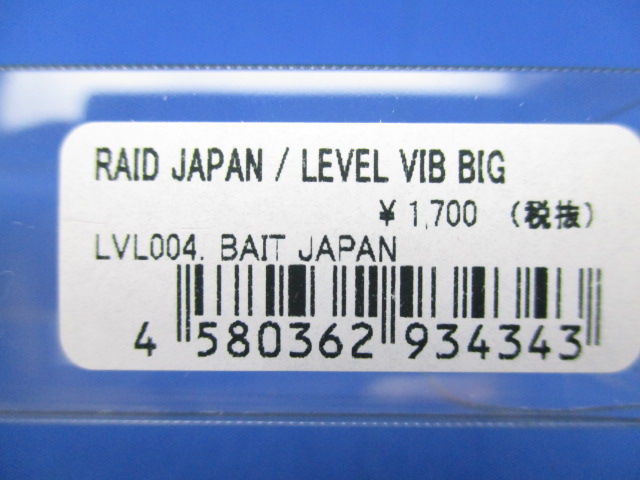 RAID JAPAN / LEVEL VIB BIG
¥ 1,700 (税抜)
LVL004. BAIT JAPAN
4 580362 934343